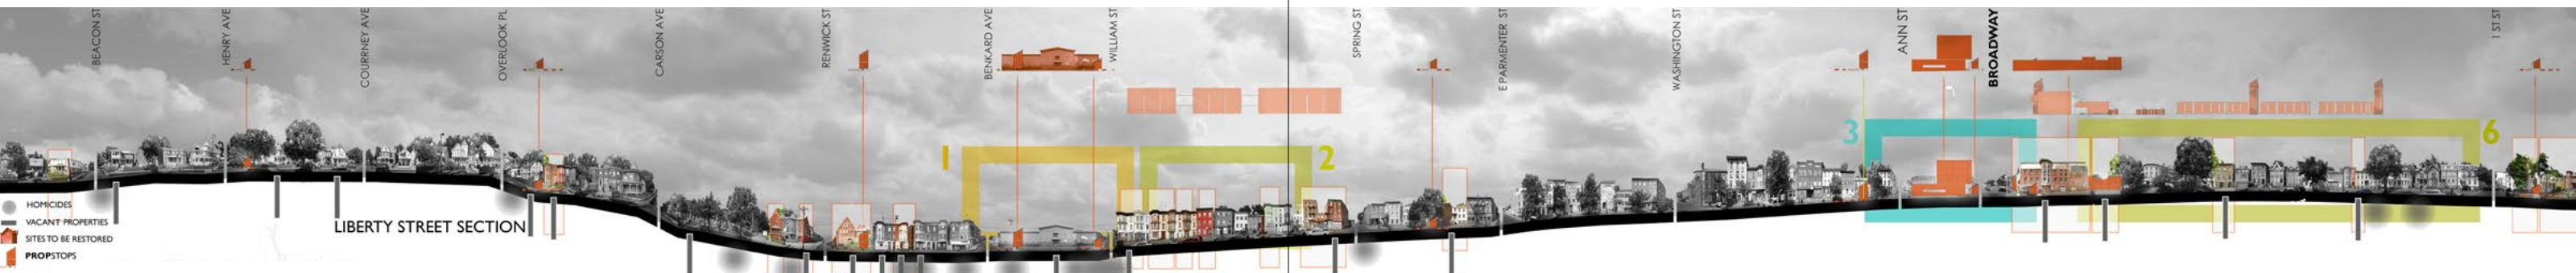 BEACON ST
HENRY AVE
COURRNEY AVE
OVERLOOK PL
CARSON AVE
RENWICK ST
BENKARD AVE
WILLIAM ST
SPRING ST
E PARMENTER ST
WASHINGTON ST
ANN ST
BROADWAY
1 ST ST
1
2
3
6
HOMICIDES
VACANT PROPERTIES
SITES TO BE RESTORED
PROPSTOPS
LIBERTY STREET SECTION